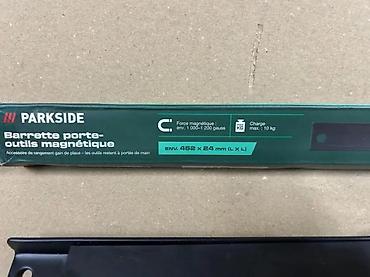 PARKSIDE
Barrette porte-
outils magnétique
Accessoire de rangement gain de place – les outils restent à portée de main
Force magnétique :
env. 1 000–1 200 gauss
Charge
max. : 10 kg
ENV. 462 x 24 mm (L x L)